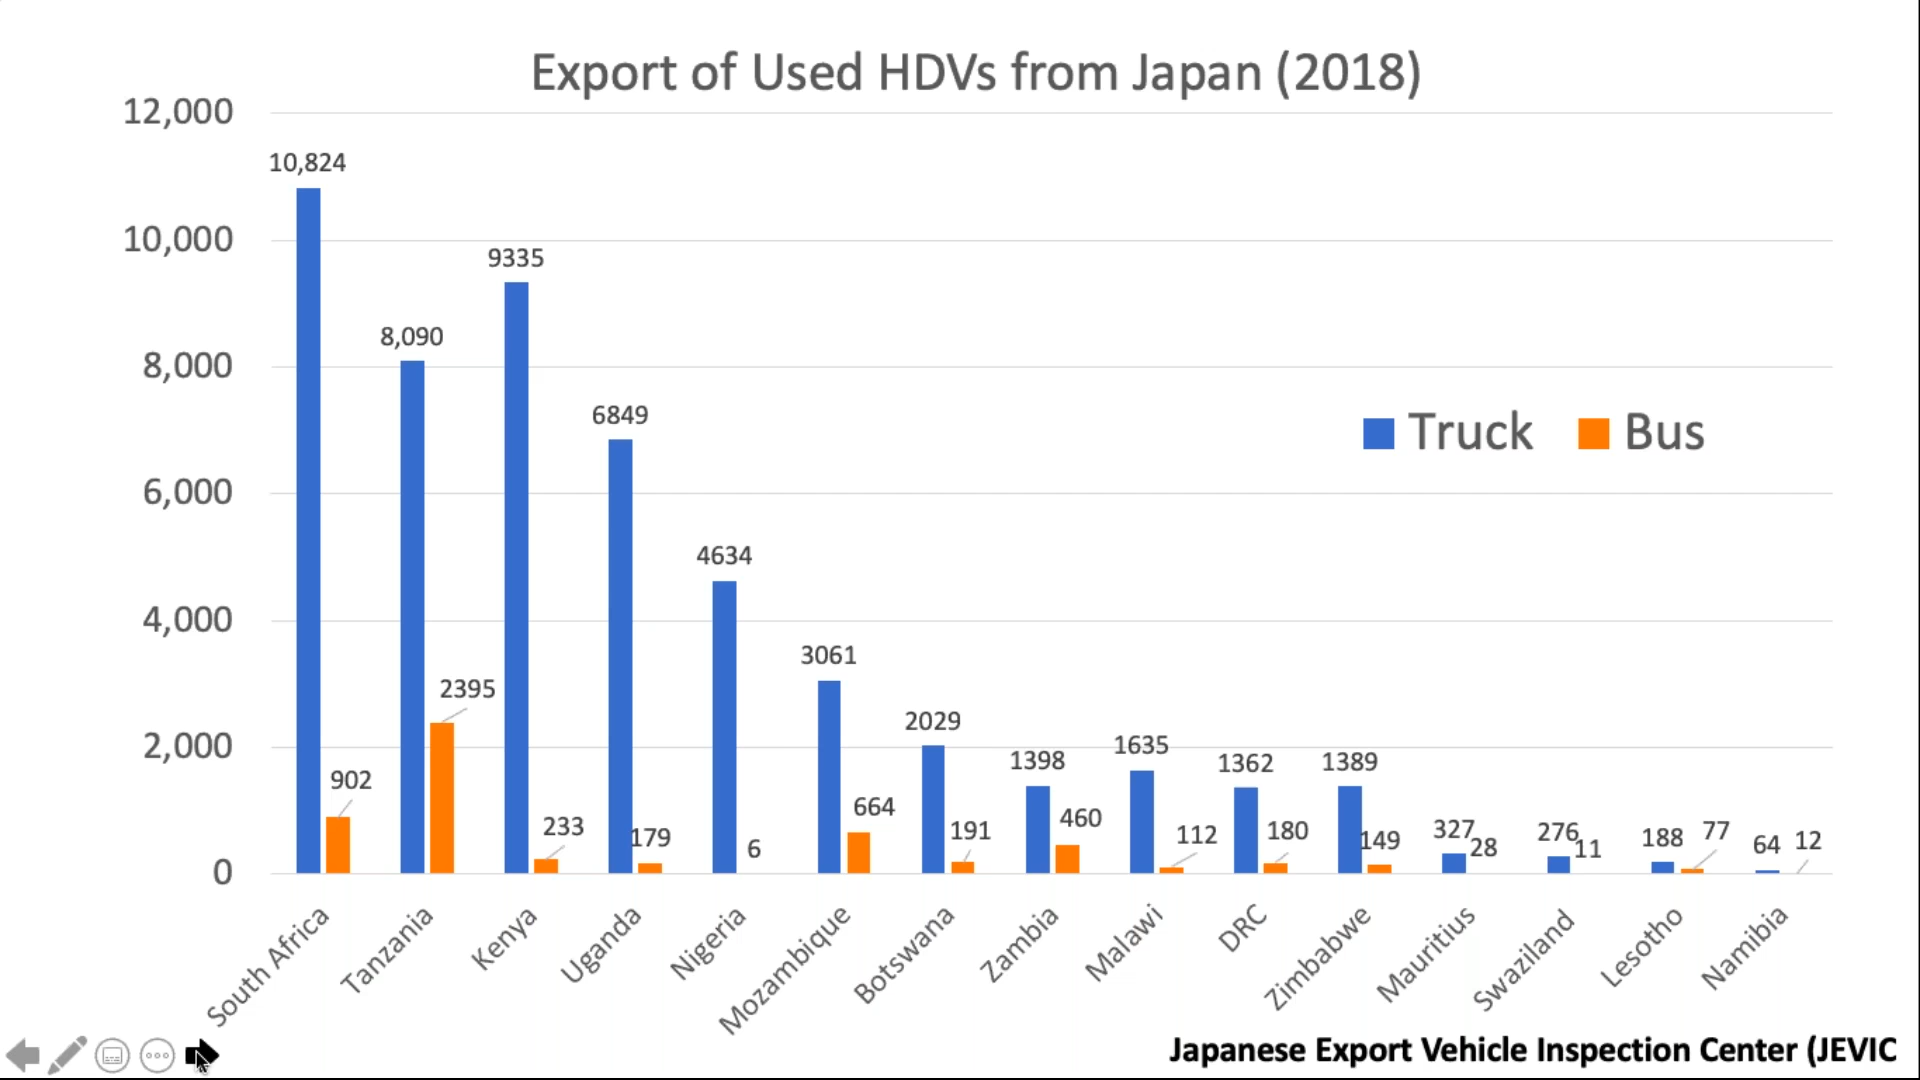 Export of Used HDVs from Japan (2018)
12,000
10,000
8,000
6,000
4,000
2,000
0
10,824
902
8,090
2395
9335
233
6849
179
4634
6
3061
664
2029
191
1398
460
1635
112
1362
180
1389
149
327
28
276
11
188
77
64
12
Truck
Bus
South Africa
Tanzania
Kenya
Uganda
Nigeria
Mozambique
Botswana
Zambia
Malawi
DRC
Zimbabwe
Mauritius
Swaziland
Lesotho
Namibia
Japanese Export Vehicle Inspection Center (JEVIC